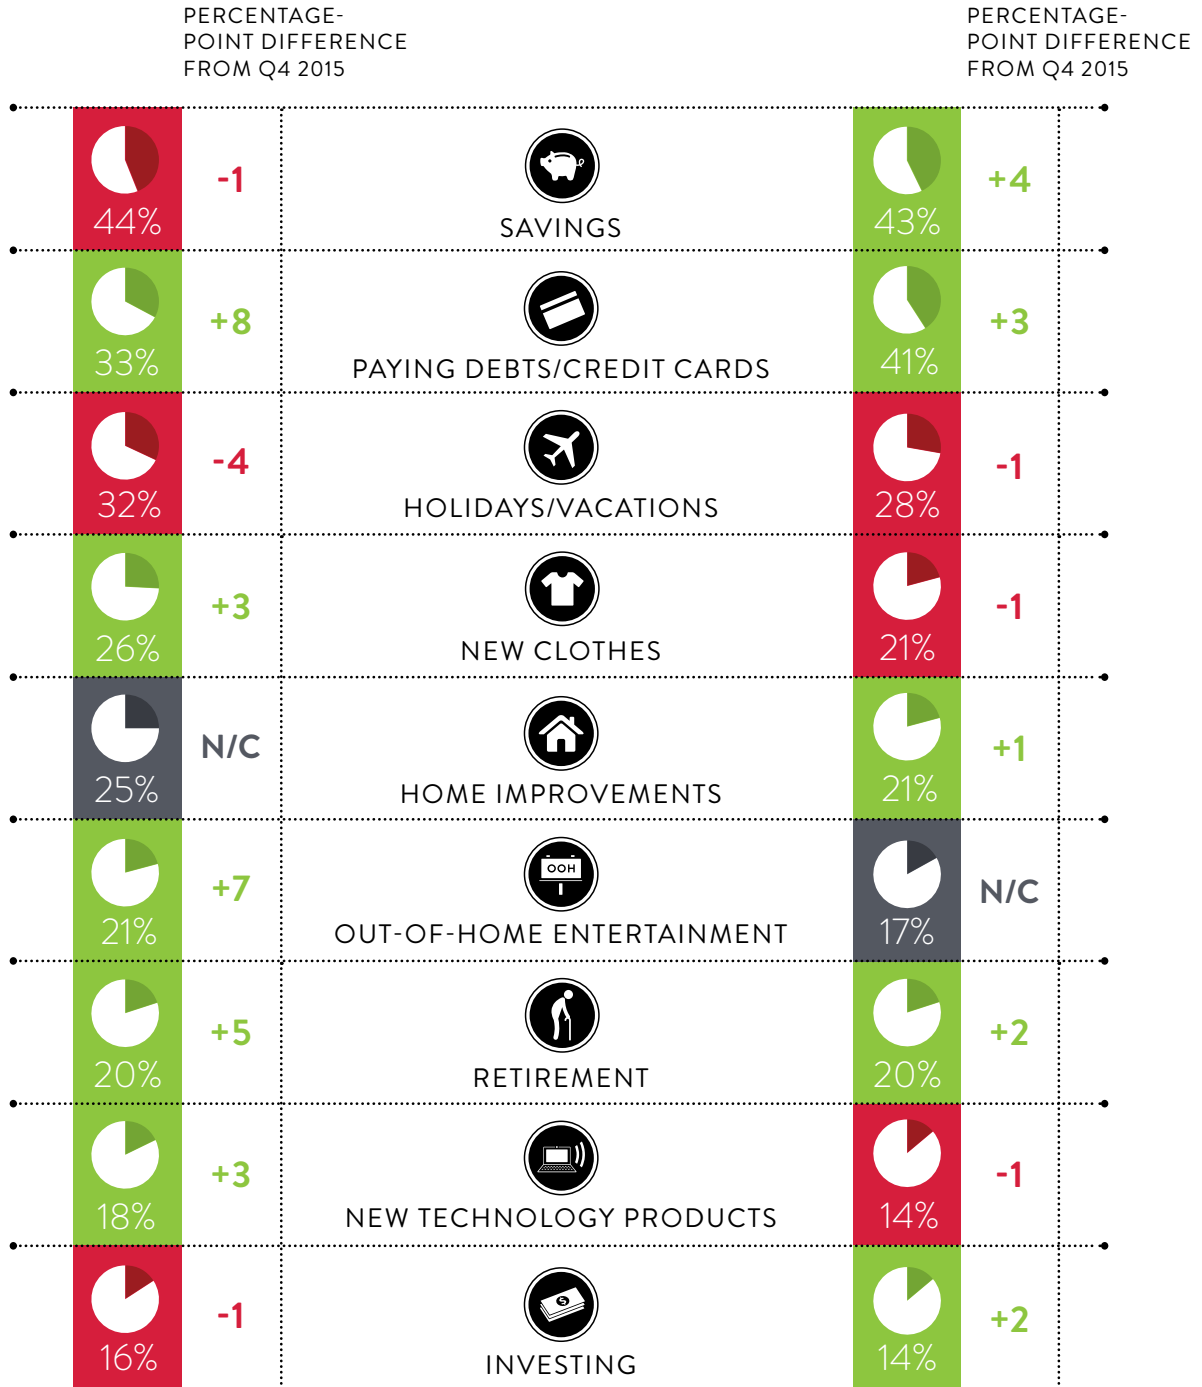 PERCENTAGE-
POINT DIFFERENCE
FROM Q4 2015
PERCENTAGE-
POINT DIFFERENCE
FROM Q4 2015
44%
-1
SAVINGS
43%
+4
33%
+8
PAYING DEBTS/CREDIT CARDS
41%
+3
32%
-4
HOLIDAYS/VACATIONS
28%
-1
26%
+3
NEW CLOTHES
21%
-1
25%
N/C
HOME IMPROVEMENTS
21%
+1
21%
+7
OOH
OUT-OF-HOME ENTERTAINMENT
17%
N/C
20%
+5
RETIREMENT
20%
+2
18%
+3
NEW TECHNOLOGY PRODUCTS
14%
-1
16%
-1
$
INVESTING
14%
+2